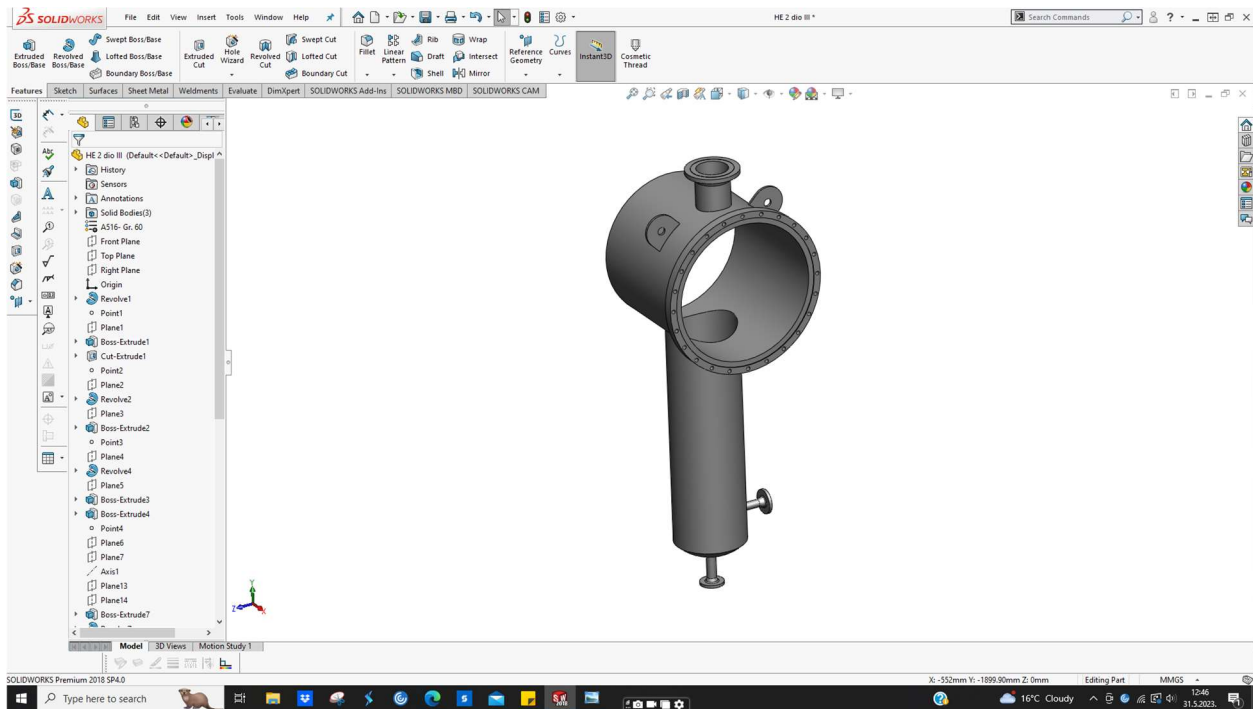 SOLIDWORKS
File Edit View Insert Tools Window Help
HE 2 dio III *
Search Commands
Extruded Boss/Base
Revolved Boss/Base
Swept Boss/Base
Lofted Boss/Base
Boundary Boss/Base
Extruded Cut
Hole Wizard
Revolved Cut
Swept Cut
Lofted Cut
Boundary Cut
Fillet
Linear Pattern
Rib
Draft
Shell
Wrap
Intersect
Mirror
Reference Geometry
Curves
Instant3D
Cosmetic Thread
Features Sketch Surfaces Sheet Metal Weldments Evaluate DimXpert SOLIDWORKS Add-Ins SOLIDWORKS MBD SOLIDWORKS CAM
HE 2 dio III (Default<<Default>_Displ
History
Sensors
Annotations
Solid Bodies(3)
A516- Gr. 60
Front Plane
Top Plane
Right Plane
Origin
Revolve1
Point1
Plane1
Boss-Extrude1
Cut-Extrude1
Point2
Plane2
Revolve2
Plane3
Boss-Extrude2
Point3
Plane4
Revolve4
Plane5
Boss-Extrude3
Boss-Extrude4
Point4
Plane6
Plane7
Axis1
Plane13
Plane14
Boss-Extrude7
Y
Z
X
Model 3D Views Motion Study 1
SOLIDWORKS Premium 2018 SP4.0
X: -552mm Y: -1899.90mm Z: 0mm
Editing Part
MMGS
Type here to search
16°C Cloudy
12:46
31.5.2023.